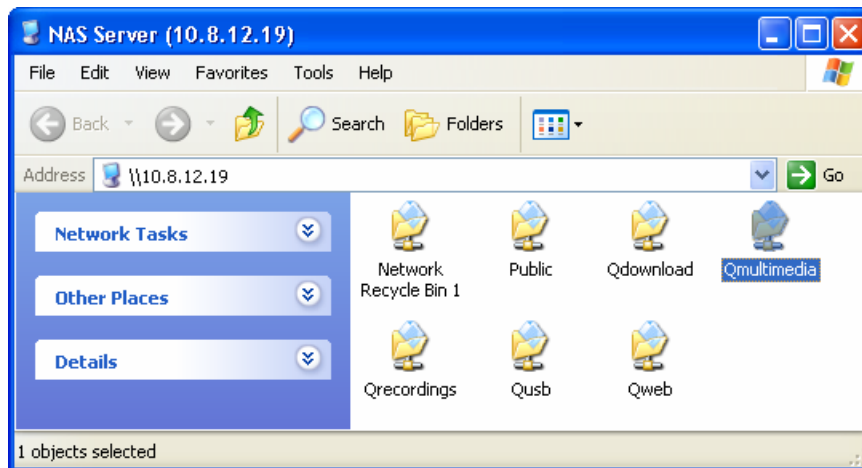 NAS Server (10.8.12.19)
File Edit View Favorites Tools Help
Back Search Folders
Address \\10.8.12.19 Go
Network Tasks
Other Places
Details
Network Recycle Bin 1
Public
Qdownload
Qmultimedia
Qrecordings
Qusb
Qweb
1 objects selected